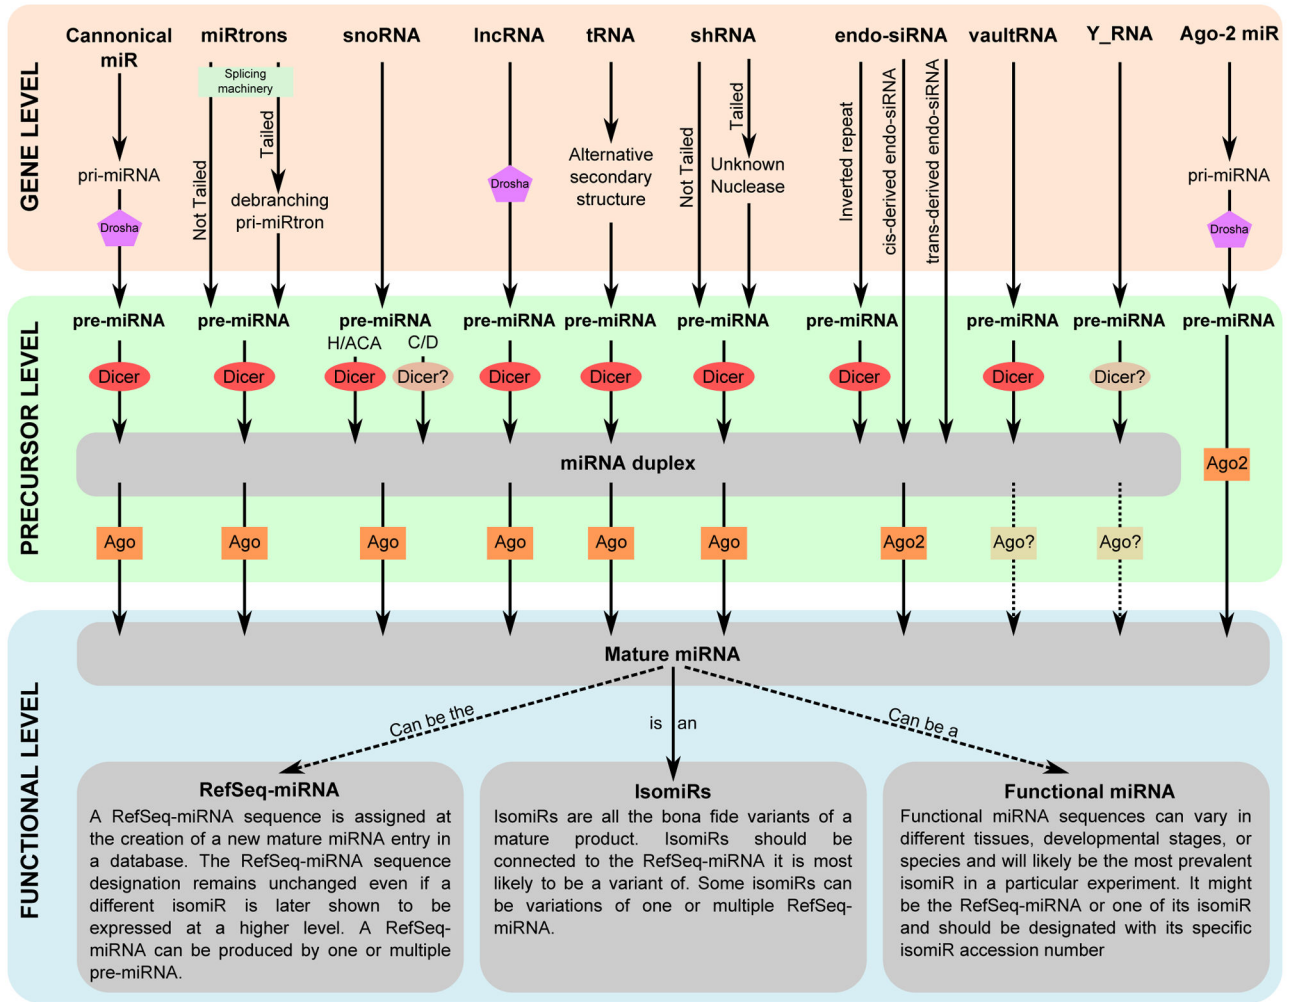 GENE LEVEL
Cannonical
miR
miRtrons
snoRNA
lncRNA
tRNA
shRNA
endo-siRNA
vaultRNA
Y_RNA
Ago-2 miR
Splicing
machinery
Not Tailed
Tailed
Not Tailed
Tailed
Inverted repeat
cis-derived endo-siRNA
trans-derived endo-siRNA
pri-miRNA
Drosha
debranching
pri-miRtron
Drosha
Alternative
secondary
structure
Unknown
Nuclease
pri-miRNA
Drosha
PRECURSOR LEVEL
pre-miRNA
pre-miRNA
pre-miRNA
pre-miRNA
pre-miRNA
pre-miRNA
pre-miRNA
pre-miRNA
pre-miRNA
pre-miRNA
H/ACA
C/D
Dicer
Dicer
Dicer
Dicer?
Dicer
Dicer
Dicer
Dicer
Dicer
Dicer?
miRNA duplex
Ago2
Ago
Ago
Ago
Ago
Ago
Ago
Ago2
Ago?
Ago?
FUNCTIONAL LEVEL
Mature miRNA
Can be the
is an
Can be a
RefSeq-miRNA
A RefSeq-miRNA sequence is assigned at
the creation of a new mature miRNA entry in
a database. The RefSeq-miRNA sequence
designation remains unchanged even if a
different isomiR is later shown to be
expressed at a higher level. A RefSeq-
miRNA can be produced by one or multiple
pre-miRNA.
IsomiRs
IsomiRs are all the bona fide variants of a
mature product. IsomiRs should be
connected to the RefSeq-miRNA it is most
likely to be a variant of. Some isomiRs can
be variations of one or multiple RefSeq-
miRNA.
Functional miRNA
Functional miRNA sequences can vary in
different tissues, developmental stages, or
species and will likely be the most prevalent
isomiR in a particular experiment. It might
be the RefSeq-miRNA or one of its isomiR
and should be designated with its specific
isomiR accession number